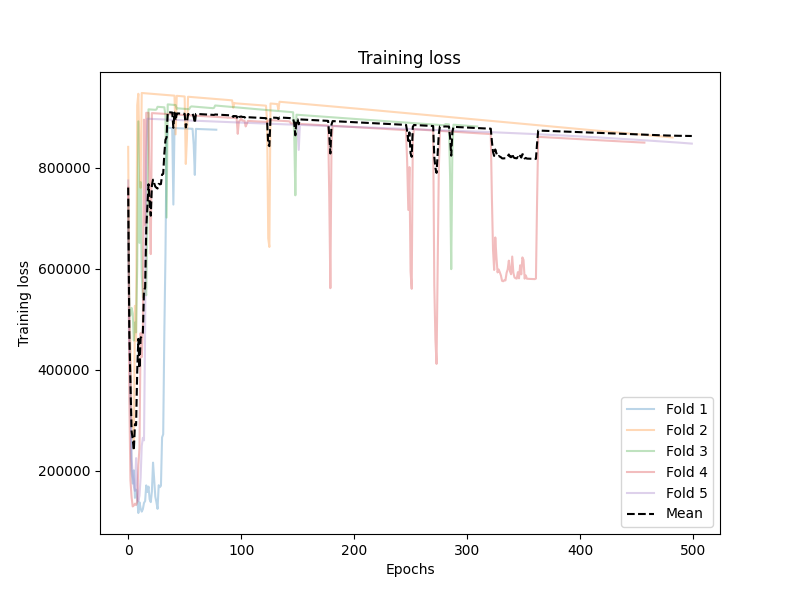 Training loss
Training loss
800000
600000
400000
200000
0
100
200
300
400
500
Epochs
Fold 1
Fold 2
Fold 3
Fold 4
Fold 5
Mean